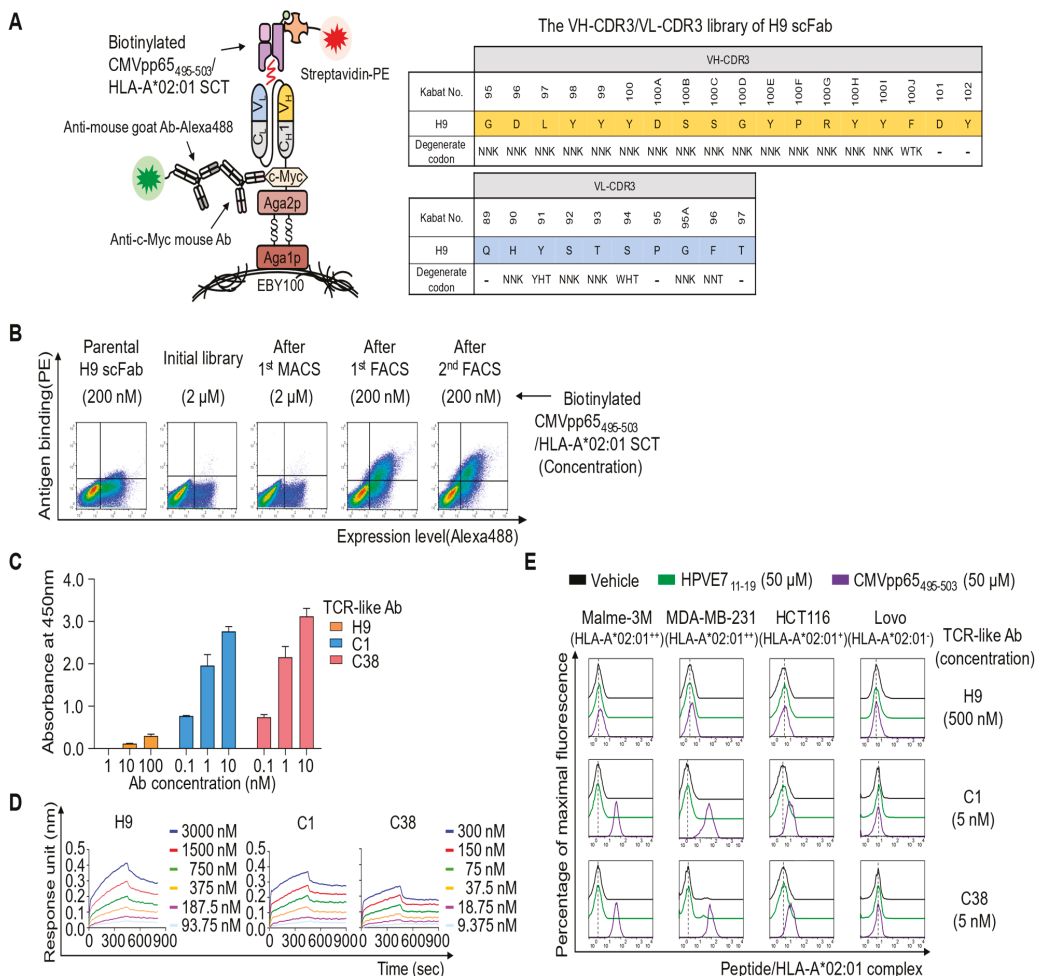 A
Biotinylated
CMVpp65495-503/
HLA-A*02:01 SCT
Streptavidin-PE
Anti-mouse goat Ab-Alexa488
VL
VH
CL
CH1
c-Myc
Aga2p
Anti-c-Myc mouse Ab
Aga1p
EBY100
The VH-CDR3/VL-CDR3 library of H9 scFab
VH-CDR3
Kabat No. 95 96 97 98 99 100 100A 100B 100C 100D 100E 100F 100G 100H 100I 100J 101 102
H9 G D L Y Y Y D S S G Y P R Y Y F D Y
Degenerate codon NNK NNK NNK NNK NNK NNK NNK NNK NNK NNK NNK NNK NNK NNK NNK WTK - -
VL-CDR3
Kabat No. 89 90 91 92 93 94 95 95A 96 97
H9 Q H Y S T S P G F T
Degenerate codon - NNK YHT NNK NNK WHT - NNK NNT -
B
Antigen binding(PE)
Parental
H9 scFab
(200 nM)
Initial library
(2 µM)
After
1st MACS
(2 µM)
After
1st FACS
(200 nM)
After
2nd FACS
(200 nM)
Biotinylated
CMVpp65495-503
/HLA-A*02:01 SCT
(Concentration)
Expression level(Alexa488)
C
Absorbance at 450nm
4.0
3.0
2.0
1.0
0.0
1 10 100 0.1 1 10 0.1 1 10
Ab concentration (nM)
TCR-like Ab
H9
C1
C38
D
Response unit (nm)
H9
C1
C38
0.5
0.4
0.3
0.2
0.1
0.0
0 300 600 900
3000 nM
1500 nM
750 nM
375 nM
187.5 nM
93.75 nM
0.5
0.4
0.3
0.2
0.1
0.0
0 300 600 900
0 300 600 900
300 nM
150 nM
75 nM
37.5 nM
18.75 nM
9.375 nM
Time (sec)
E
Vehicle HPVE711-19 (50 µM) CMVpp65495-503 (50 µM)
Malme-3M
(HLA-A*02:01++)
MDA-MB-231
(HLA-A*02:01++)
HCT116
(HLA-A*02:01+)
Lovo
(HLA-A*02:01-)
TCR-like Ab
(concentration)
Percentage of maximal fluorescence
H9
(500 nM)
C1
(5 nM)
C38
(5 nM)
Peptide/HLA-A*02:01 complex